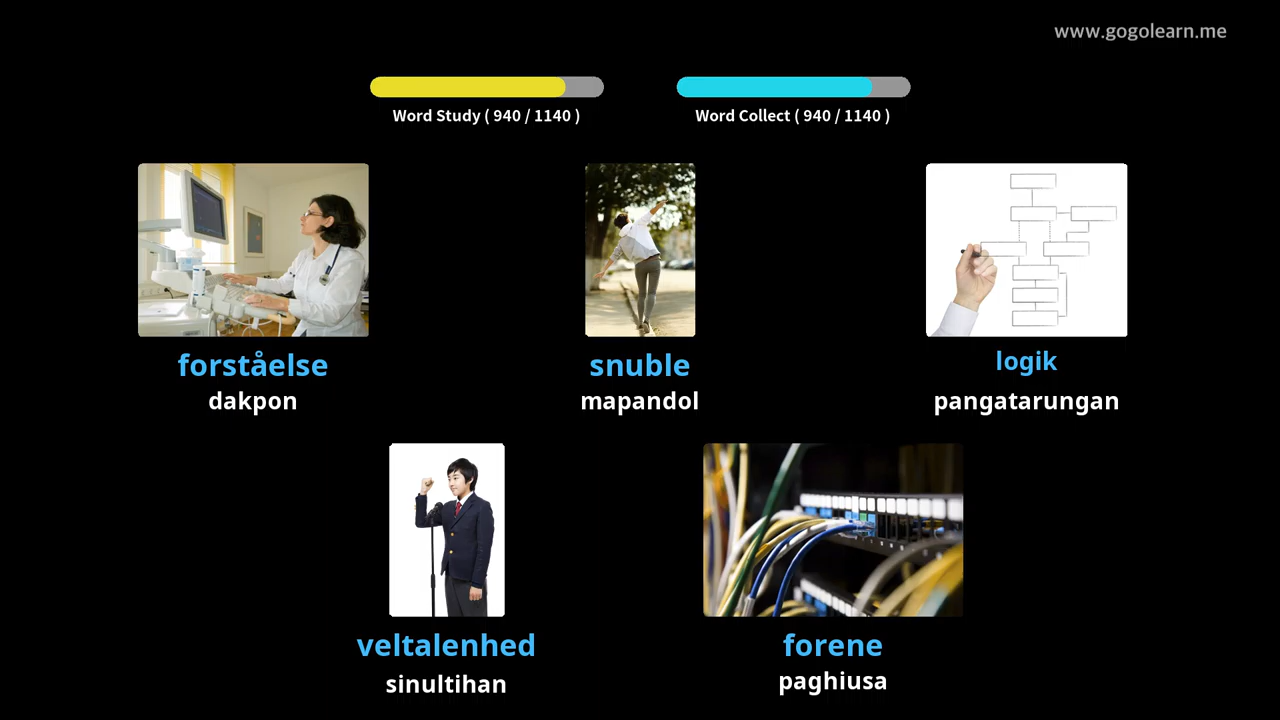 www.gogolearn.me
Word Study ( 940 / 1140 )
Word Collect ( 940 / 1140 )
forståelse
dakpon
snuble
mapandol
logik
pangatarungan
veltalenhed
sinultihan
forene
paghiusa